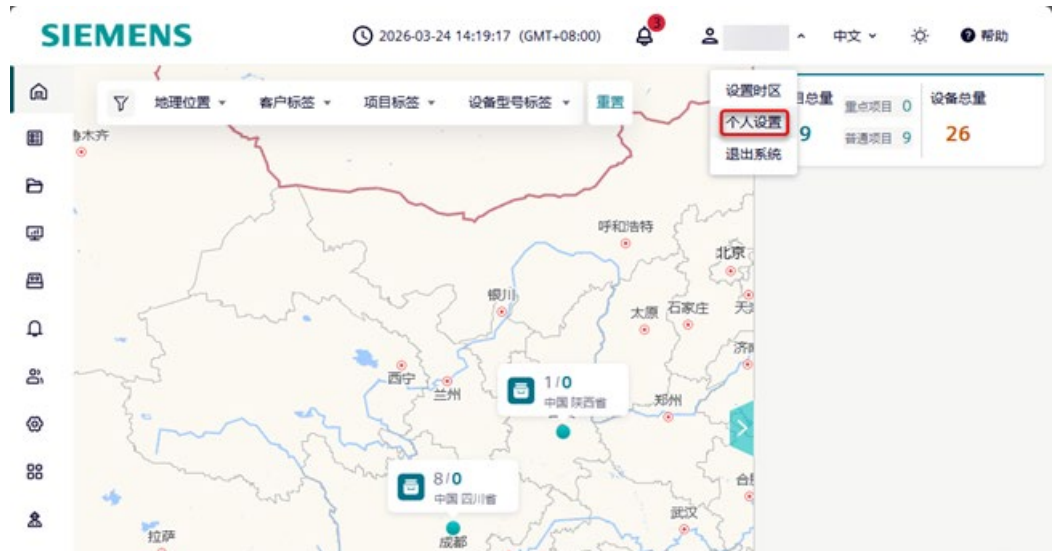 SIEMENS
2026-03-24 14:19:17 (GMT+08:00)
3
中文
帮助
地理位置
客户标签
项目标签
设备型号标签
重置
设置时区
个人设置
退出系统
目总量
9
重点项目 0
普通项目 9
设备总量
26
鲁木齐
呼和浩特
北京
银川
太原
石家庄
天
济
西宁
兰州
1/0
中国 陕西省
郑州
8/0
中国 四川省
合
武汉
拉萨
成都